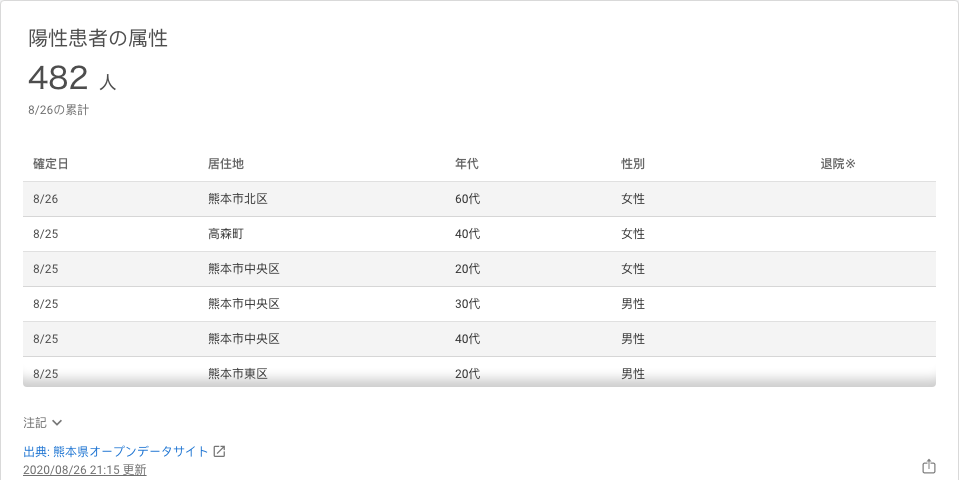 陽性患者の属性
482 人
8/26の累計
確定日 居住地 年代 性別 退院※
8/26 熊本市北区 60代 女性
8/25 高森町 40代 女性
8/25 熊本市中央区 20代 女性
8/25 熊本市中央区 30代 男性
8/25 熊本市中央区 40代 男性
8/25 熊本市東区 20代 男性
注記
出典: 熊本県オープンデータサイト
2020/08/26 21:15 更新